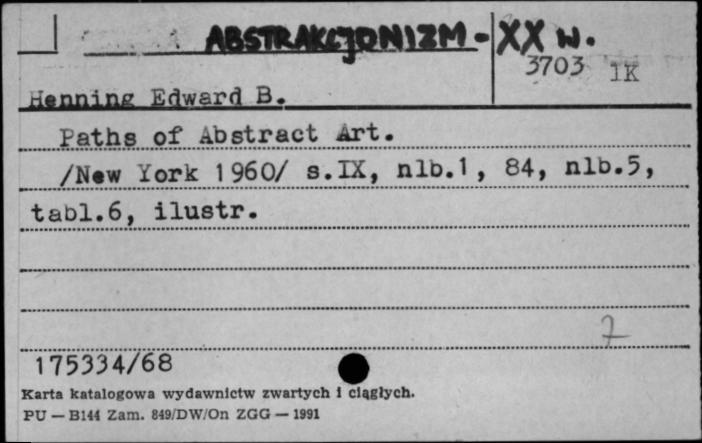 ABSTRAKCJONIZM - XX w.
3703 IK
Henning Edward B.
Paths of Abstract Art.
/New York 1960/ s.IX, nlb.1, 84, nlb.5,
tabl.6, ilustr.
7
175334/68
Karta katalogowa wydawnictw zwartych i ciągłych.
PU — B144 Zam. 849/DW/On ZGG — 1991